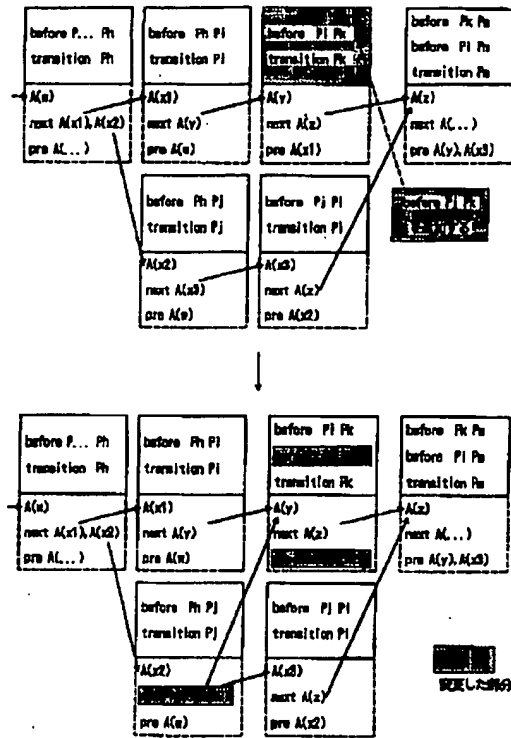 before P... Ph
transition Ph
A(w)
next A(x1),A(x2)
pre A(...)
before Ph Pi
transition Pi
A(x1)
next A(y)
pre A(w)
before Pi Pk
transition Pk
A(y)
next A(z)
pre A(x1)
before Pk Pm
before Pl Pm
transition Pm
A(z)
next A(...)
pre A(y),A(x3)
before Pj Pk
before Ph Pj
transition Pj
A(x2)
next A(x3)
pre A(w)
before Pj Pl
transition Pl
A(x3)
next A(z)
pre A(x2)
before P... Ph
transition Ph
A(w)
next A(x1),A(x2)
pre A(...)
before Ph Pi
transition Pi
A(x1)
next A(y)
pre A(w)
before Pi Pk
transition Pk
A(y)
next A(z)
before Pk Pm
before Pl Pm
transition Pm
A(z)
next A(...)
pre A(y),A(x3)
before Ph Pj
transition Pj
A(x2)
pre A(w)
before Pj Pl
transition Pl
A(x3)
next A(z)
pre A(x2)
変更した部分